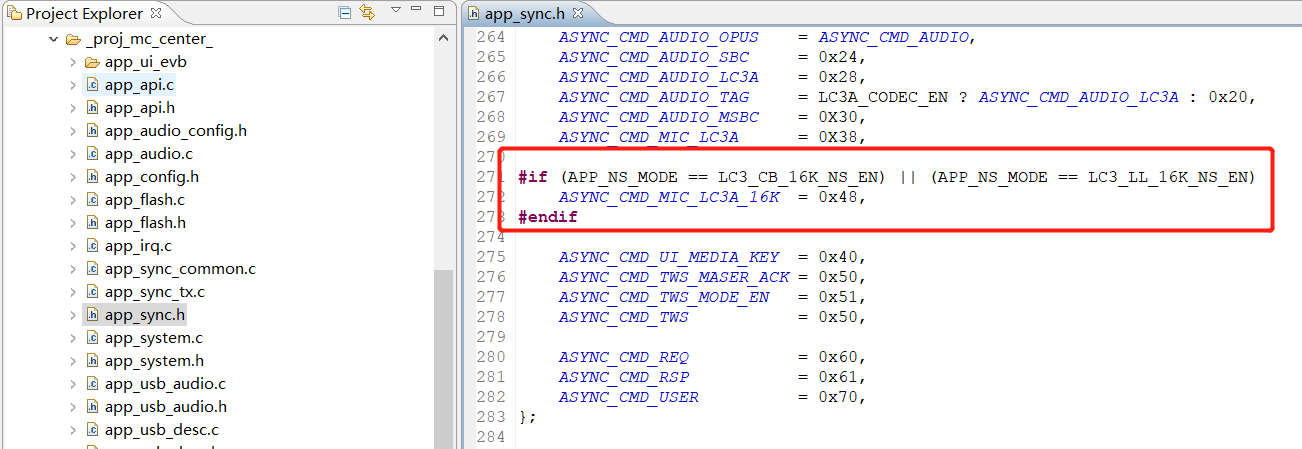 Project Explorer
_proj_mc_center_
app_ui_evb
app_api.c
app_api.h
app_audio_config.h
app_audio.c
app_config.h
app_flash.c
app_flash.h
app_irq.c
app_sync_common.c
app_sync_tx.c
app_sync.h
app_system.c
app_system.h
app_usb_audio.c
app_usb_audio.h
app_usb_desc.c
app_sync.h
264 ASYNC_CMD_AUDIO_OPUS = ASYNC_CMD_AUDIO,
265 ASYNC_CMD_AUDIO_SBC = 0x24,
266 ASYNC_CMD_AUDIO_LC3A = 0x28,
267 ASYNC_CMD_AUDIO_TAG = LC3A_CODEC_EN ? ASYNC_CMD_AUDIO_LC3A : 0x20,
268 ASYNC_CMD_AUDIO_MSBC = 0X30,
269 ASYNC_CMD_MIC_LC3A = 0X38,
270
271 #if (APP_NS_MODE == LC3_CB_16K_NS_EN) || (APP_NS_MODE == LC3_LL_16K_NS_EN)
272 ASYNC_CMD_MIC_LC3A_16K = 0x48,
273 #endif
274
275 ASYNC_CMD_UI_MEDIA_KEY = 0x40,
276 ASYNC_CMD_TWS_MASER_ACK = 0x50,
277 ASYNC_CMD_TWS_MODE_EN = 0x51,
278 ASYNC_CMD_TWS = 0x50,
279
280 ASYNC_CMD_REQ = 0x60,
281 ASYNC_CMD_RSP = 0x61,
282 ASYNC_CMD_USER = 0x70,
283 };
284